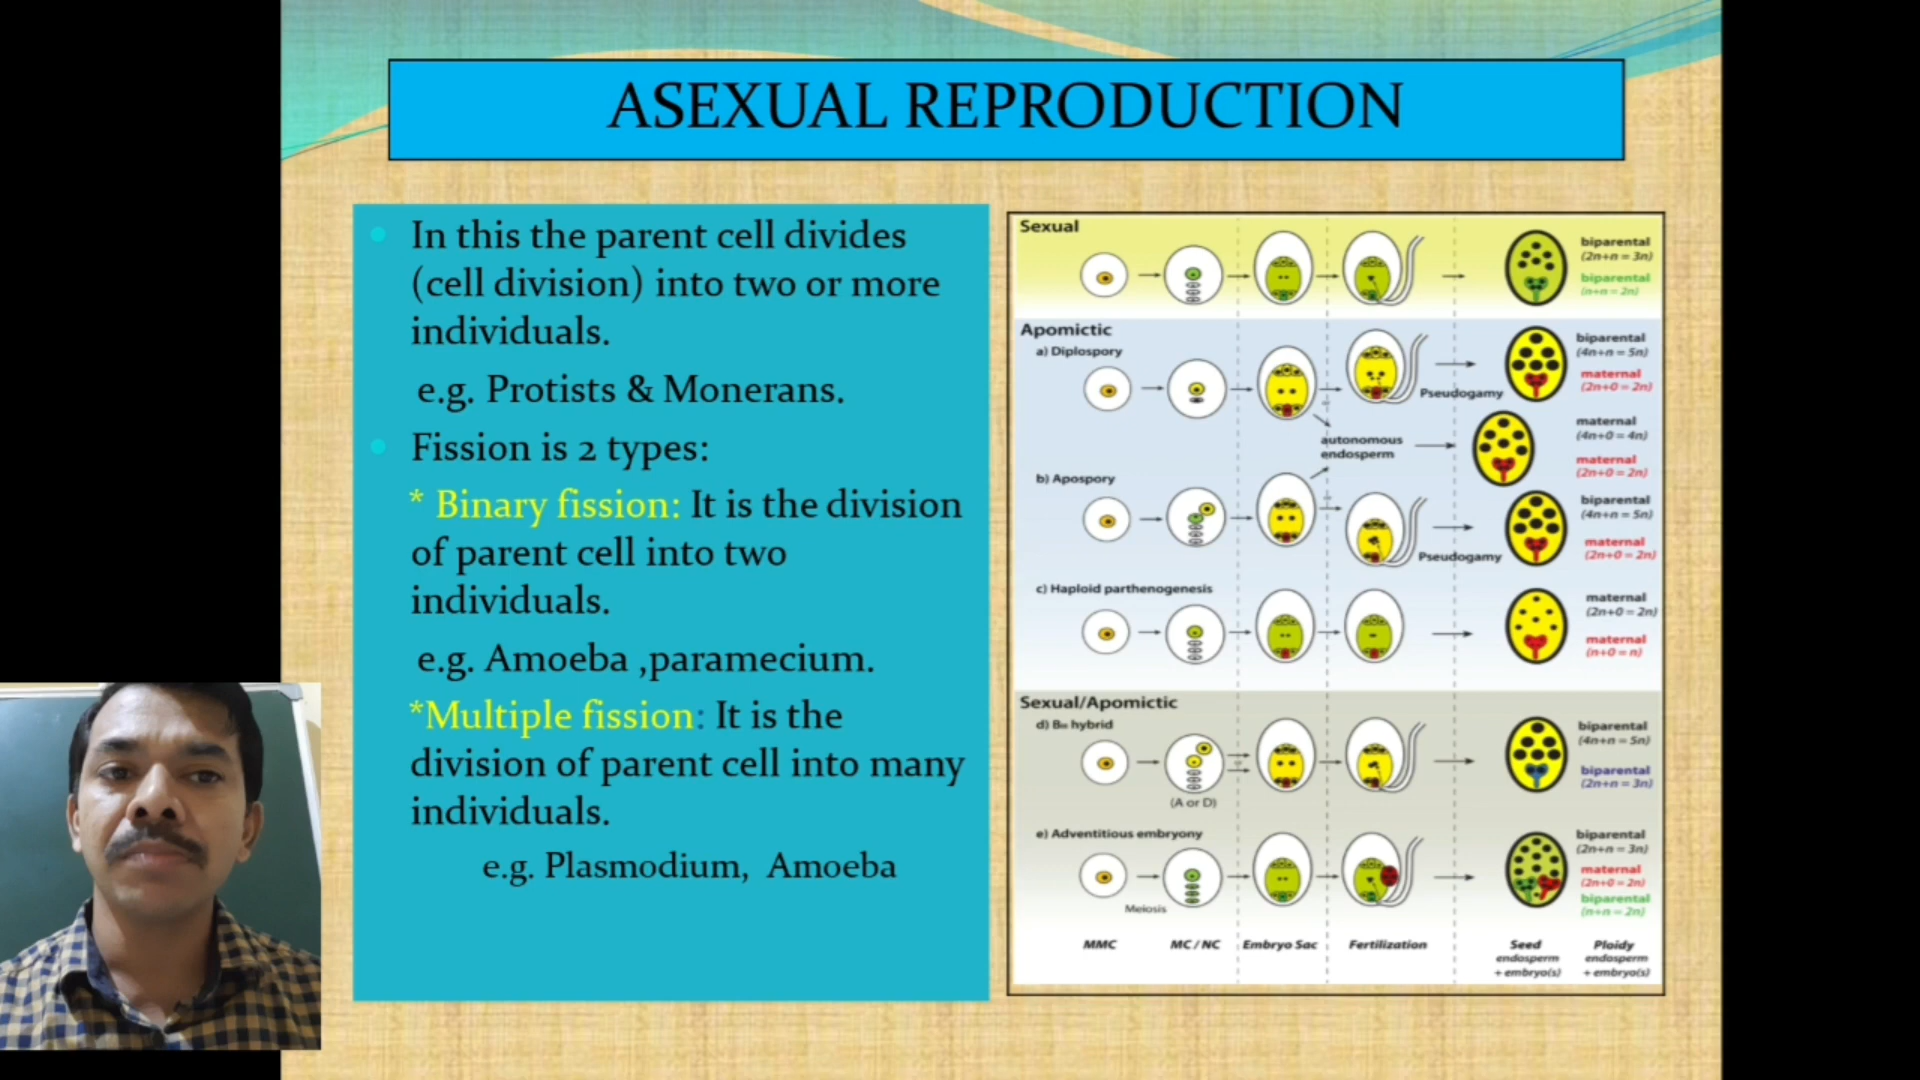 ASEXUAL REPRODUCTION
In this the parent cell divides
(cell division) into two or more
individuals.
e.g. Protists & Monerans.
Fission is 2 types:
* Binary fission: It is the division
of parent cell into two
individuals.
e.g. Amoeba ,paramecium.
*Multiple fission: It is the
division of parent cell into many
individuals.
e.g. Plasmodium, Amoeba
Sexual
biparental
(2n+n = 3n)
biparental
(n+n = 2n)
Apomictic
a) Diplospory
biparental
(4n+n = 5n)
maternal
(2n+0 = 2n)
Pseudogamy
autonomous
endosperm
maternal
(4n+0 = 4n)
maternal
(2n+0 = 2n)
b) Apospory
biparental
(4n+n = 5n)
maternal
(2n+0 = 2n)
Pseudogamy
c) Haploid parthenogenesis
maternal
(2n+0 = 2n)
maternal
(n+0 = n)
Sexual/Apomictic
d) BIII hybrid
(A or D)
biparental
(4n+n = 5n)
biparental
(2n+n = 3n)
e) Adventitious embryony
Meiosis
biparental
(2n+n = 3n)
maternal
(2n+0 = 2n)
biparental
(n+n = 2n)
MMC MC / NC Embryo Sac Fertilization Seed Ploidy
endosperm endosperm
+ embryo(s) + embryo(s)